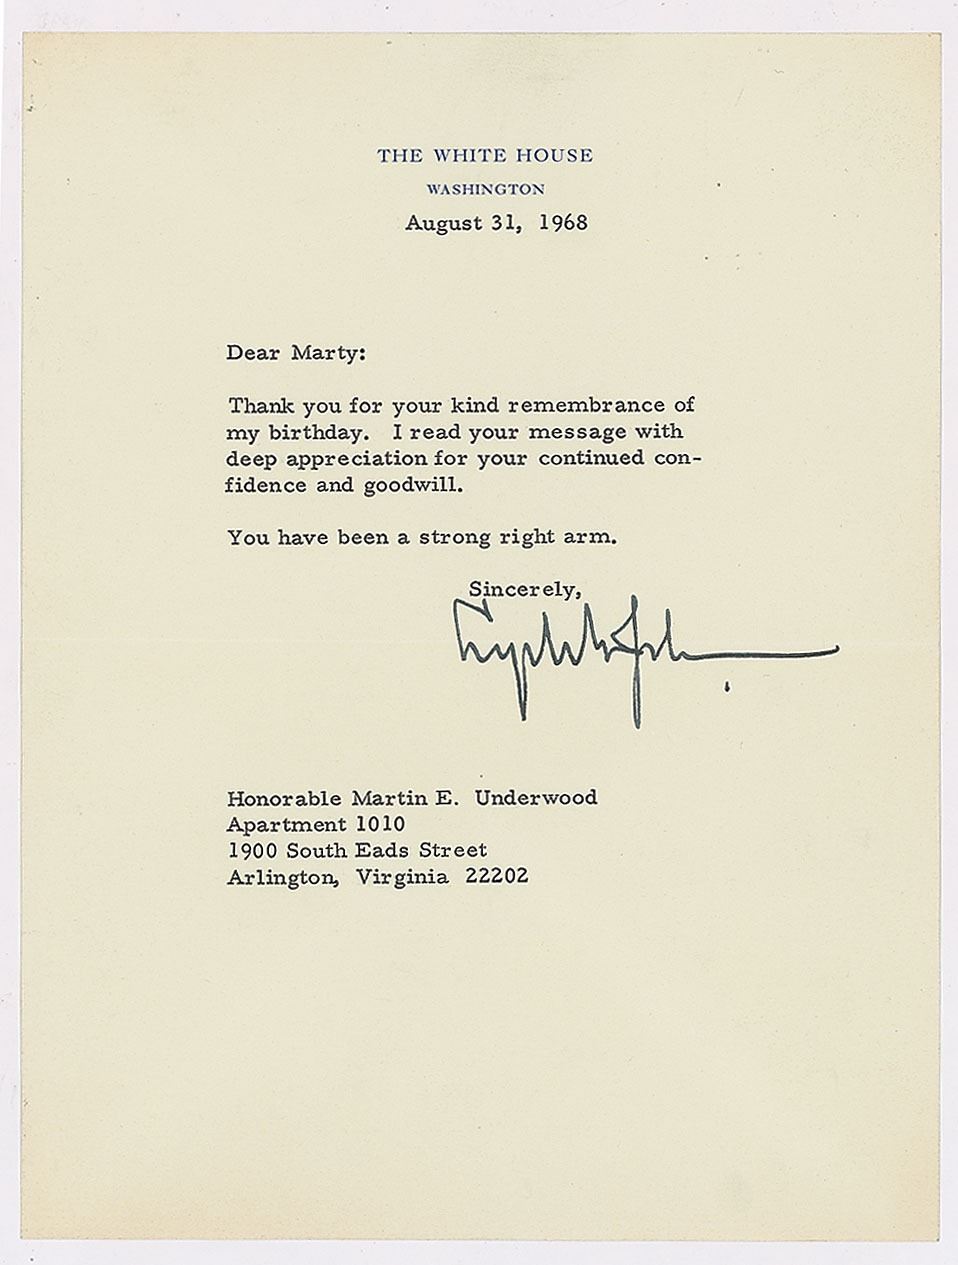 THE WHITE HOUSE
WASHINGTON
August 31, 1968
Dear Marty:
Thank you for your kind remembrance of
my birthday. I read your message with
deep appreciation for your continued con-
fidence and goodwill.
You have been a strong right arm.
Sincerely,
Honorable Martin E. Underwood
Apartment 1010
1900 South Eads Street
Arlington, Virginia 22202